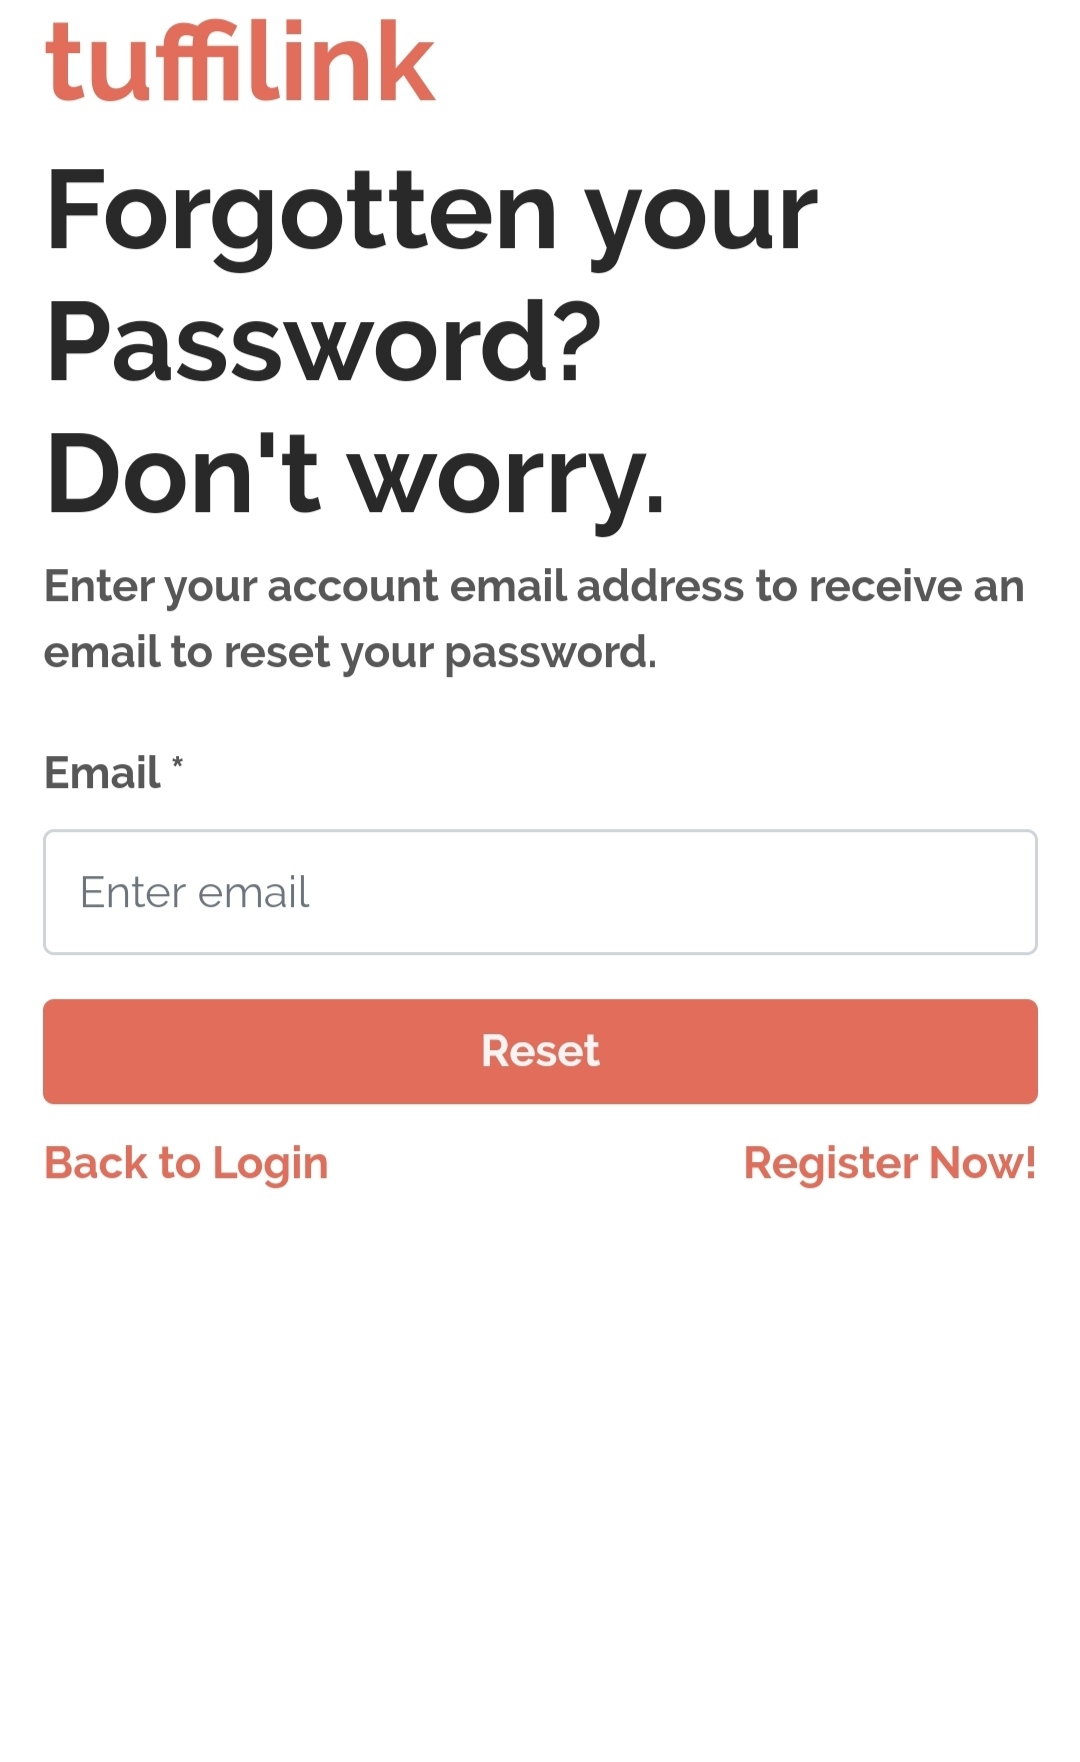 tuffilink
Forgotten your
Password?
Don't worry.
Enter your account email address to receive an
email to reset your password.
Email *
Enter email
Reset
Back to Login
Register Now!